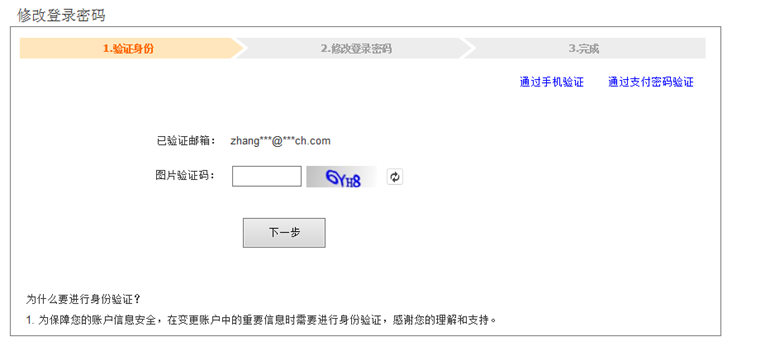 修改登录密码
1.验证身份 2.修改登录密码 3.完成
通过手机验证 通过支付密码验证
已验证邮箱： zhang***@***ch.com
图片验证码： 6YH8
下一步
为什么要进行身份验证？
1. 为保障您的账户信息安全，在变更账户中的重要信息时需要进行身份验证，感谢您的理解和支持。